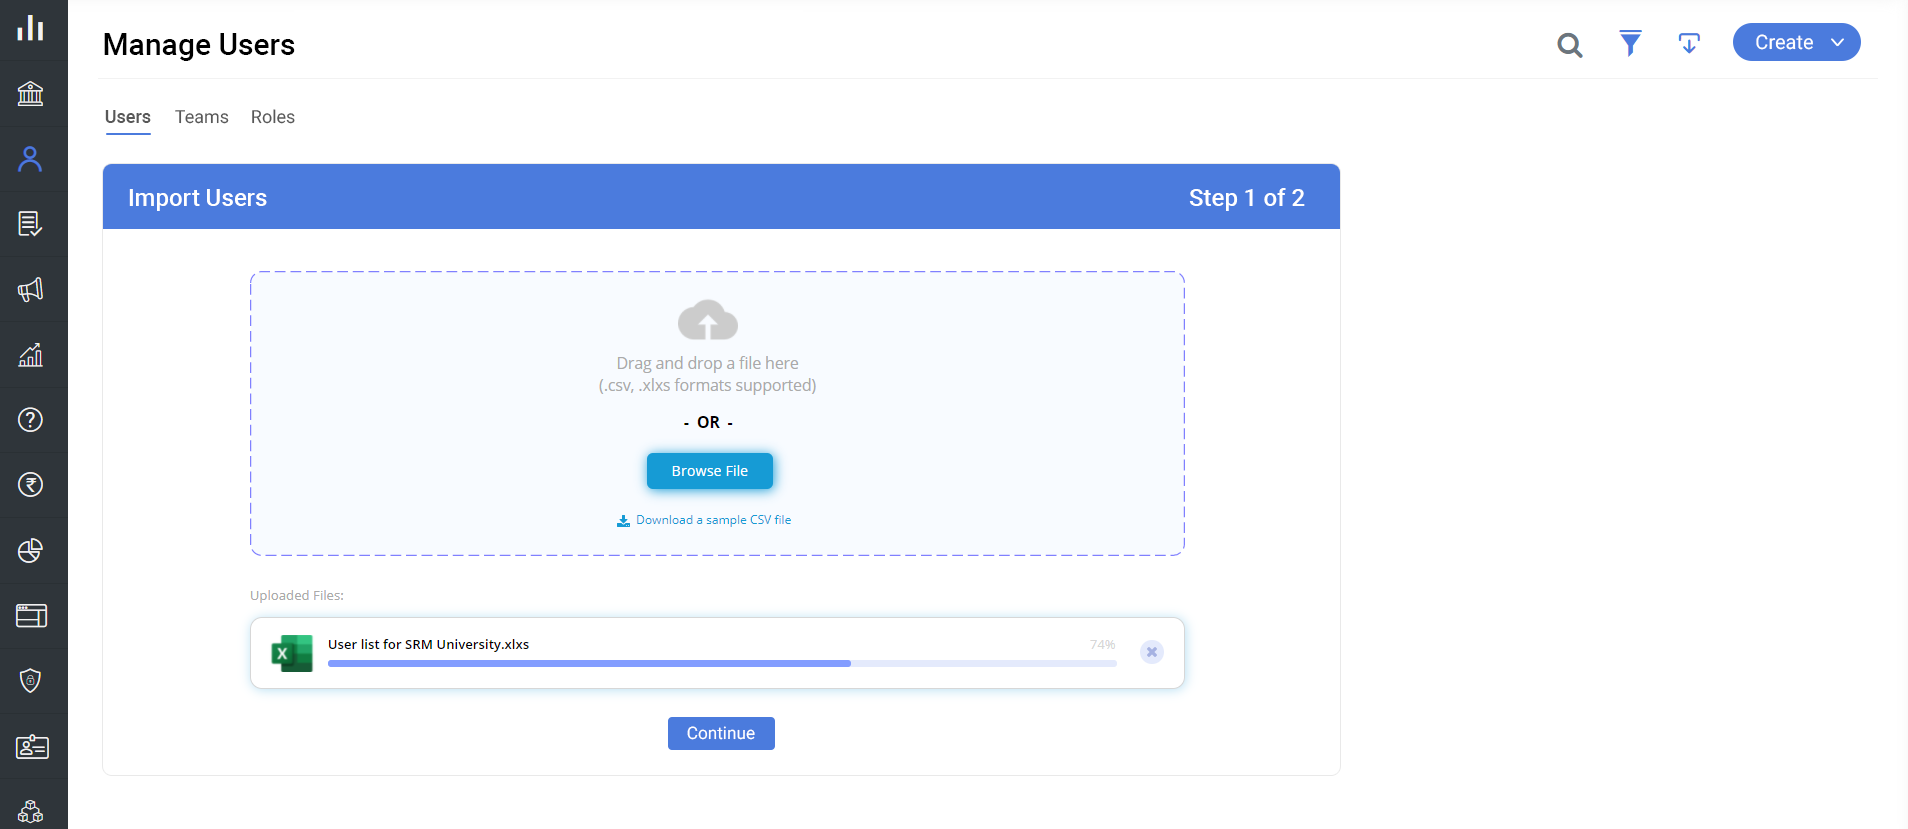 Manage Users
Create
Users
Teams
Roles
Import Users
Step 1 of 2
Drag and drop a file here
(.csv, .xlxs formats supported)
- OR -
Browse File
Download a sample CSV file
Uploaded Files:
User list for SRM University.xlxs
74%
Continue